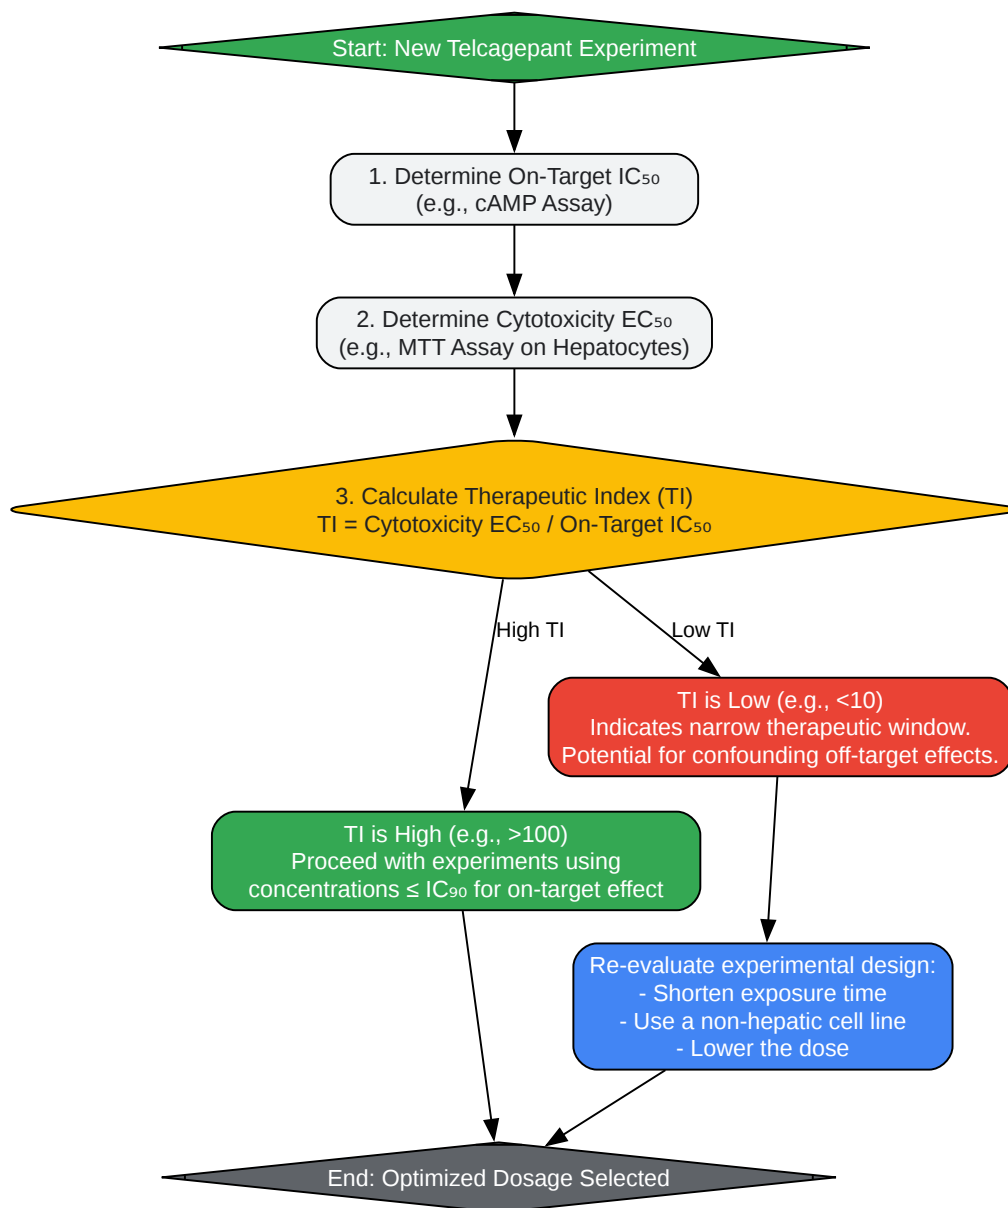 Start: New Telcagepant Experiment
1. Determine On-Target IC₅₀
(e.g., cAMP Assay)
2. Determine Cytotoxicity EC₅₀
(e.g., MTT Assay on Hepatocytes)
3. Calculate Therapeutic Index (TI)
TI = Cytotoxicity EC₅₀ / On-Target IC₅₀
High TI
Low TI
TI is Low (e.g., <10)
Indicates narrow therapeutic window.
Potential for confounding off-target effects.
TI is High (e.g., >100)
Proceed with experiments using
concentrations ≤ IC₉₀ for on-target effect
Re-evaluate experimental design:
- Shorten exposure time
- Use a non-hepatic cell line
- Lower the dose
End: Optimized Dosage Selected